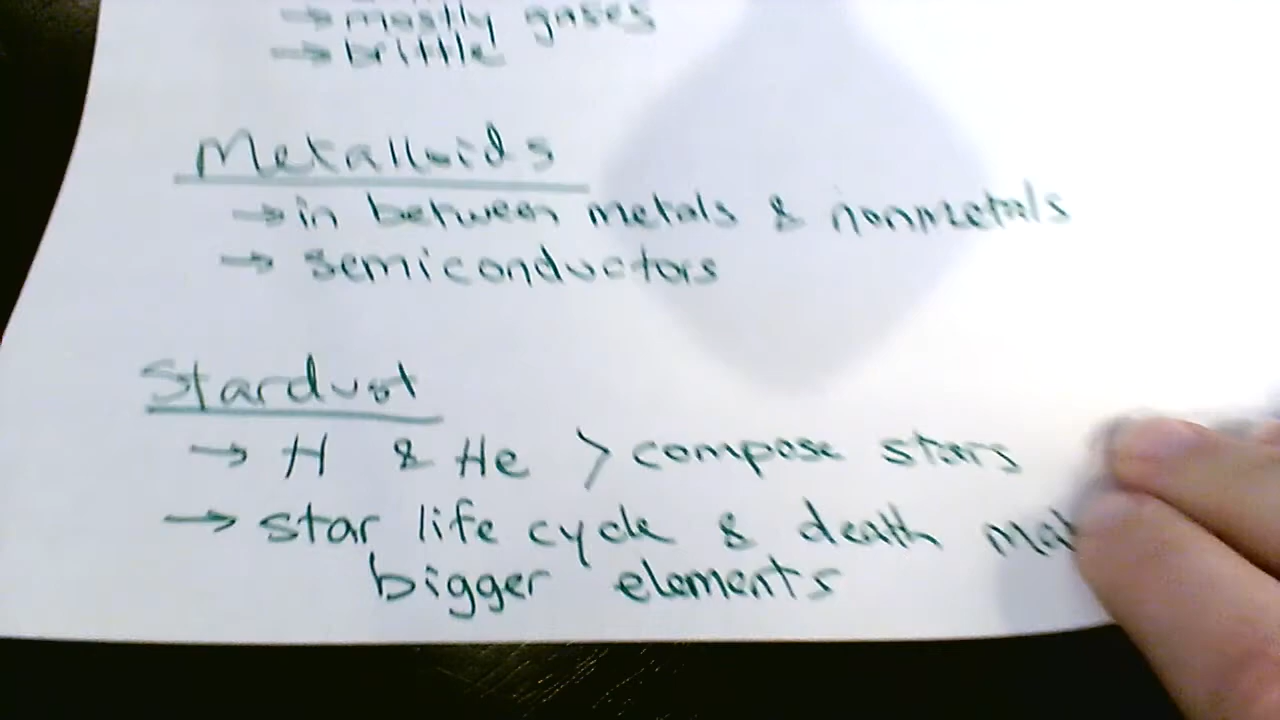 → mostly gases
→ brittle
Metalloids
→ in between metals & nonmetals
→ semiconductors
Stardust
→ H & He > compose stars
→ star life cycle & death
bigger elements